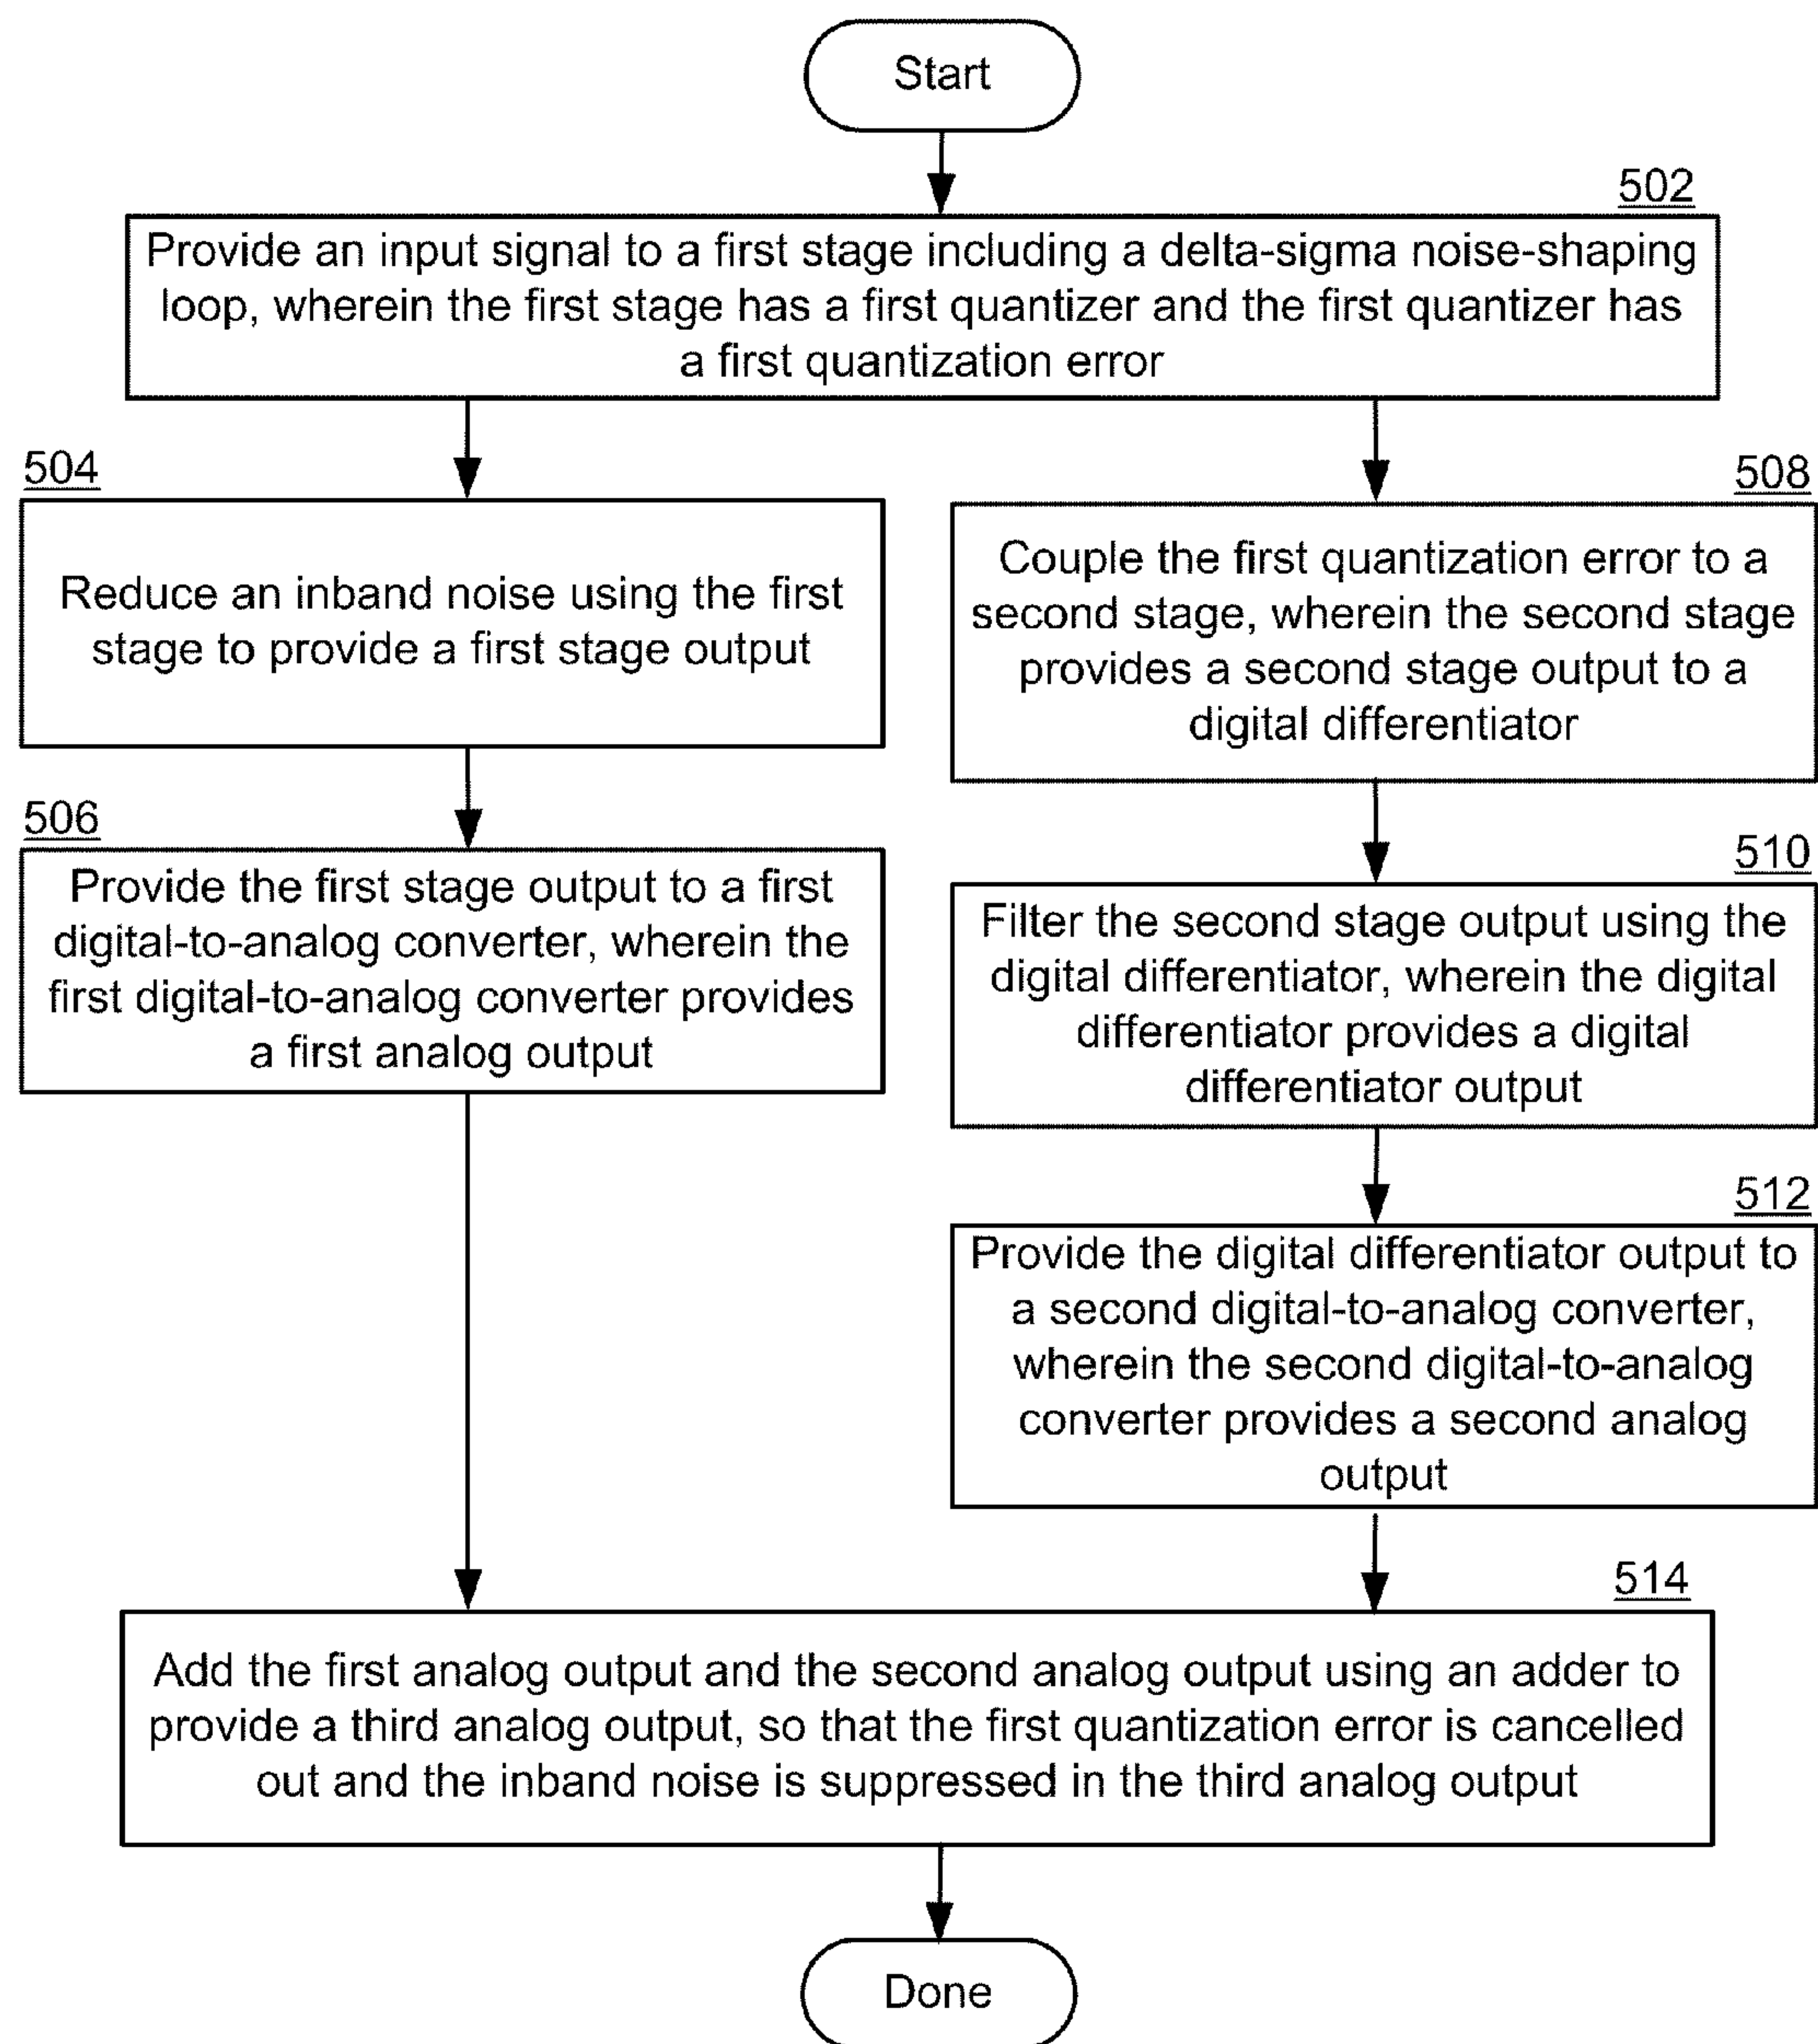 Start
502
Provide an input signal to a first stage including a delta-sigma noise-shaping
loop, wherein the first stage has a first quantizer and the first quantizer has
a first quantization error
504
Reduce an inband noise using the first
stage to provide a first stage output
506
Provide the first stage output to a first
digital-to-analog converter, wherein the
first digital-to-analog converter provides
a first analog output
508
Couple the first quantization error to a
second stage, wherein the second stage
provides a second stage output to a
digital differentiator
510
Filter the second stage output using the
digital differentiator, wherein the digital
differentiator provides a digital
differentiator output
512
Provide the digital differentiator output to
a second digital-to-analog converter,
wherein the second digital-to-analog
converter provides a second analog
output
514
Add the first analog output and the second analog output using an adder to
provide a third analog output, so that the first quantization error is cancelled
out and the inband noise is suppressed in the third analog output
Done